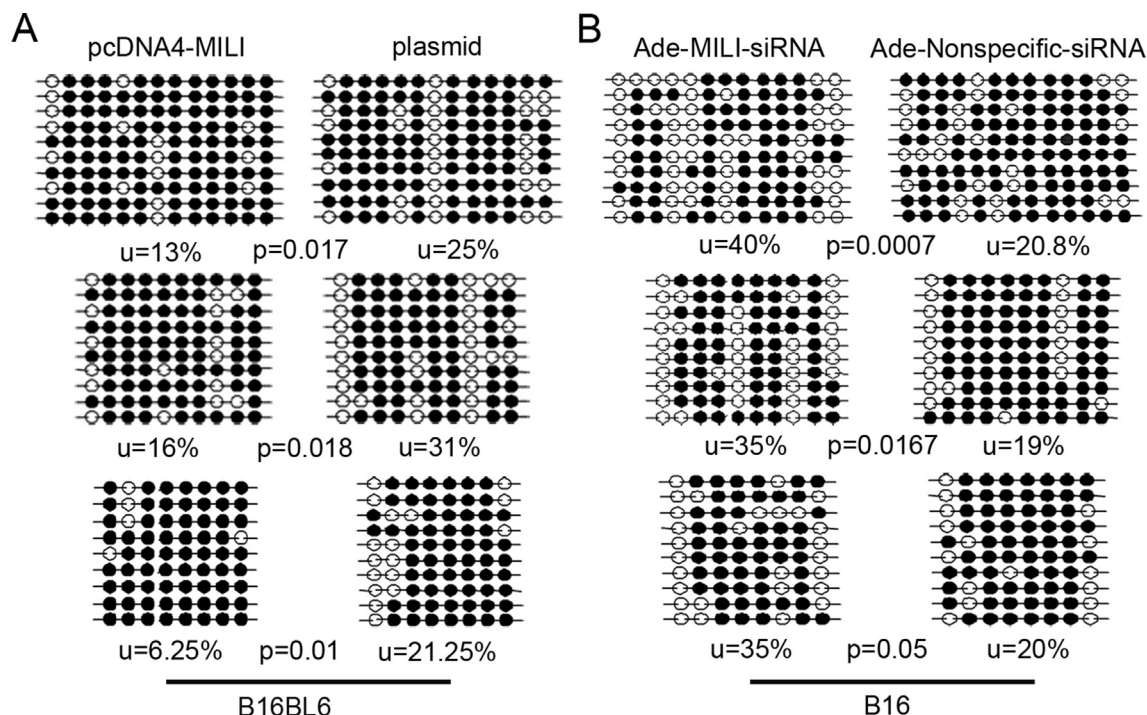 A
pcDNA4-MILI plasmid
u=13% p=0.017 u=25%
u=16% p=0.018 u=31%
u=6.25% p=0.01 u=21.25%
B16BL6
B
Ade-MILI-siRNA Ade-Nonspecific-siRNA
u=40% p=0.0007 u=20.8%
u=35% p=0.0167 u=19%
u=35% p=0.05 u=20%
B16